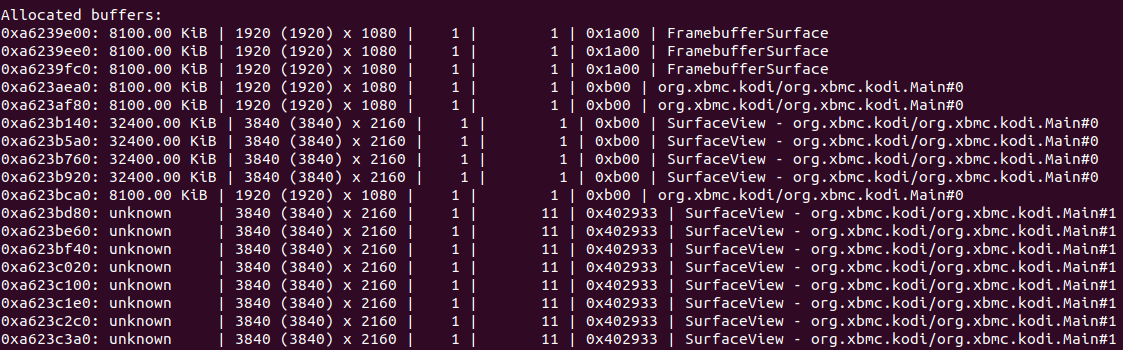 Allocated buffers:
0xa6239e00: 8100.00 KiB | 1920 (1920) x 1080 |    1 |        1 | 0x1a00 | FramebufferSurface
0xa6239ee0: 8100.00 KiB | 1920 (1920) x 1080 |    1 |        1 | 0x1a00 | FramebufferSurface
0xa6239fc0: 8100.00 KiB | 1920 (1920) x 1080 |    1 |        1 | 0x1a00 | FramebufferSurface
0xa623aea0: 8100.00 KiB | 1920 (1920) x 1080 |    1 |        1 | 0xb00 | org.xbmc.kodi/org.xbmc.kodi.Main#0
0xa623af80: 8100.00 KiB | 1920 (1920) x 1080 |    1 |        1 | 0xb00 | org.xbmc.kodi/org.xbmc.kodi.Main#0
0xa623b140: 32400.00 KiB | 3840 (3840) x 2160 |    1 |        1 | 0xb00 | SurfaceView - org.xbmc.kodi/org.xbmc.kodi.Main#0
0xa623b5a0: 32400.00 KiB | 3840 (3840) x 2160 |    1 |        1 | 0xb00 | SurfaceView - org.xbmc.kodi/org.xbmc.kodi.Main#0
0xa623b760: 32400.00 KiB | 3840 (3840) x 2160 |    1 |        1 | 0xb00 | SurfaceView - org.xbmc.kodi/org.xbmc.kodi.Main#0
0xa623b920: 32400.00 KiB | 3840 (3840) x 2160 |    1 |        1 | 0xb00 | SurfaceView - org.xbmc.kodi/org.xbmc.kodi.Main#0
0xa623bca0: 8100.00 KiB | 1920 (1920) x 1080 |    1 |        1 | 0xb00 | org.xbmc.kodi/org.xbmc.kodi.Main#0
0xa623bd80: unknown     | 3840 (3840) x 2160 |    1 |       11 | 0x402933 | SurfaceView - org.xbmc.kodi/org.xbmc.kodi.Main#1
0xa623be60: unknown     | 3840 (3840) x 2160 |    1 |       11 | 0x402933 | SurfaceView - org.xbmc.kodi/org.xbmc.kodi.Main#1
0xa623bf40: unknown     | 3840 (3840) x 2160 |    1 |       11 | 0x402933 | SurfaceView - org.xbmc.kodi/org.xbmc.kodi.Main#1
0xa623c020: unknown     | 3840 (3840) x 2160 |    1 |       11 | 0x402933 | SurfaceView - org.xbmc.kodi/org.xbmc.kodi.Main#1
0xa623c100: unknown     | 3840 (3840) x 2160 |    1 |       11 | 0x402933 | SurfaceView - org.xbmc.kodi/org.xbmc.kodi.Main#1
0xa623c1e0: unknown     | 3840 (3840) x 2160 |    1 |       11 | 0x402933 | SurfaceView - org.xbmc.kodi/org.xbmc.kodi.Main#1
0xa623c2c0: unknown     | 3840 (3840) x 2160 |    1 |       11 | 0x402933 | SurfaceView - org.xbmc.kodi/org.xbmc.kodi.Main#1
0xa623c3a0: unknown     | 3840 (3840) x 2160 |    1 |       11 | 0x402933 | SurfaceView - org.xbmc.kodi/org.xbmc.kodi.Main#1